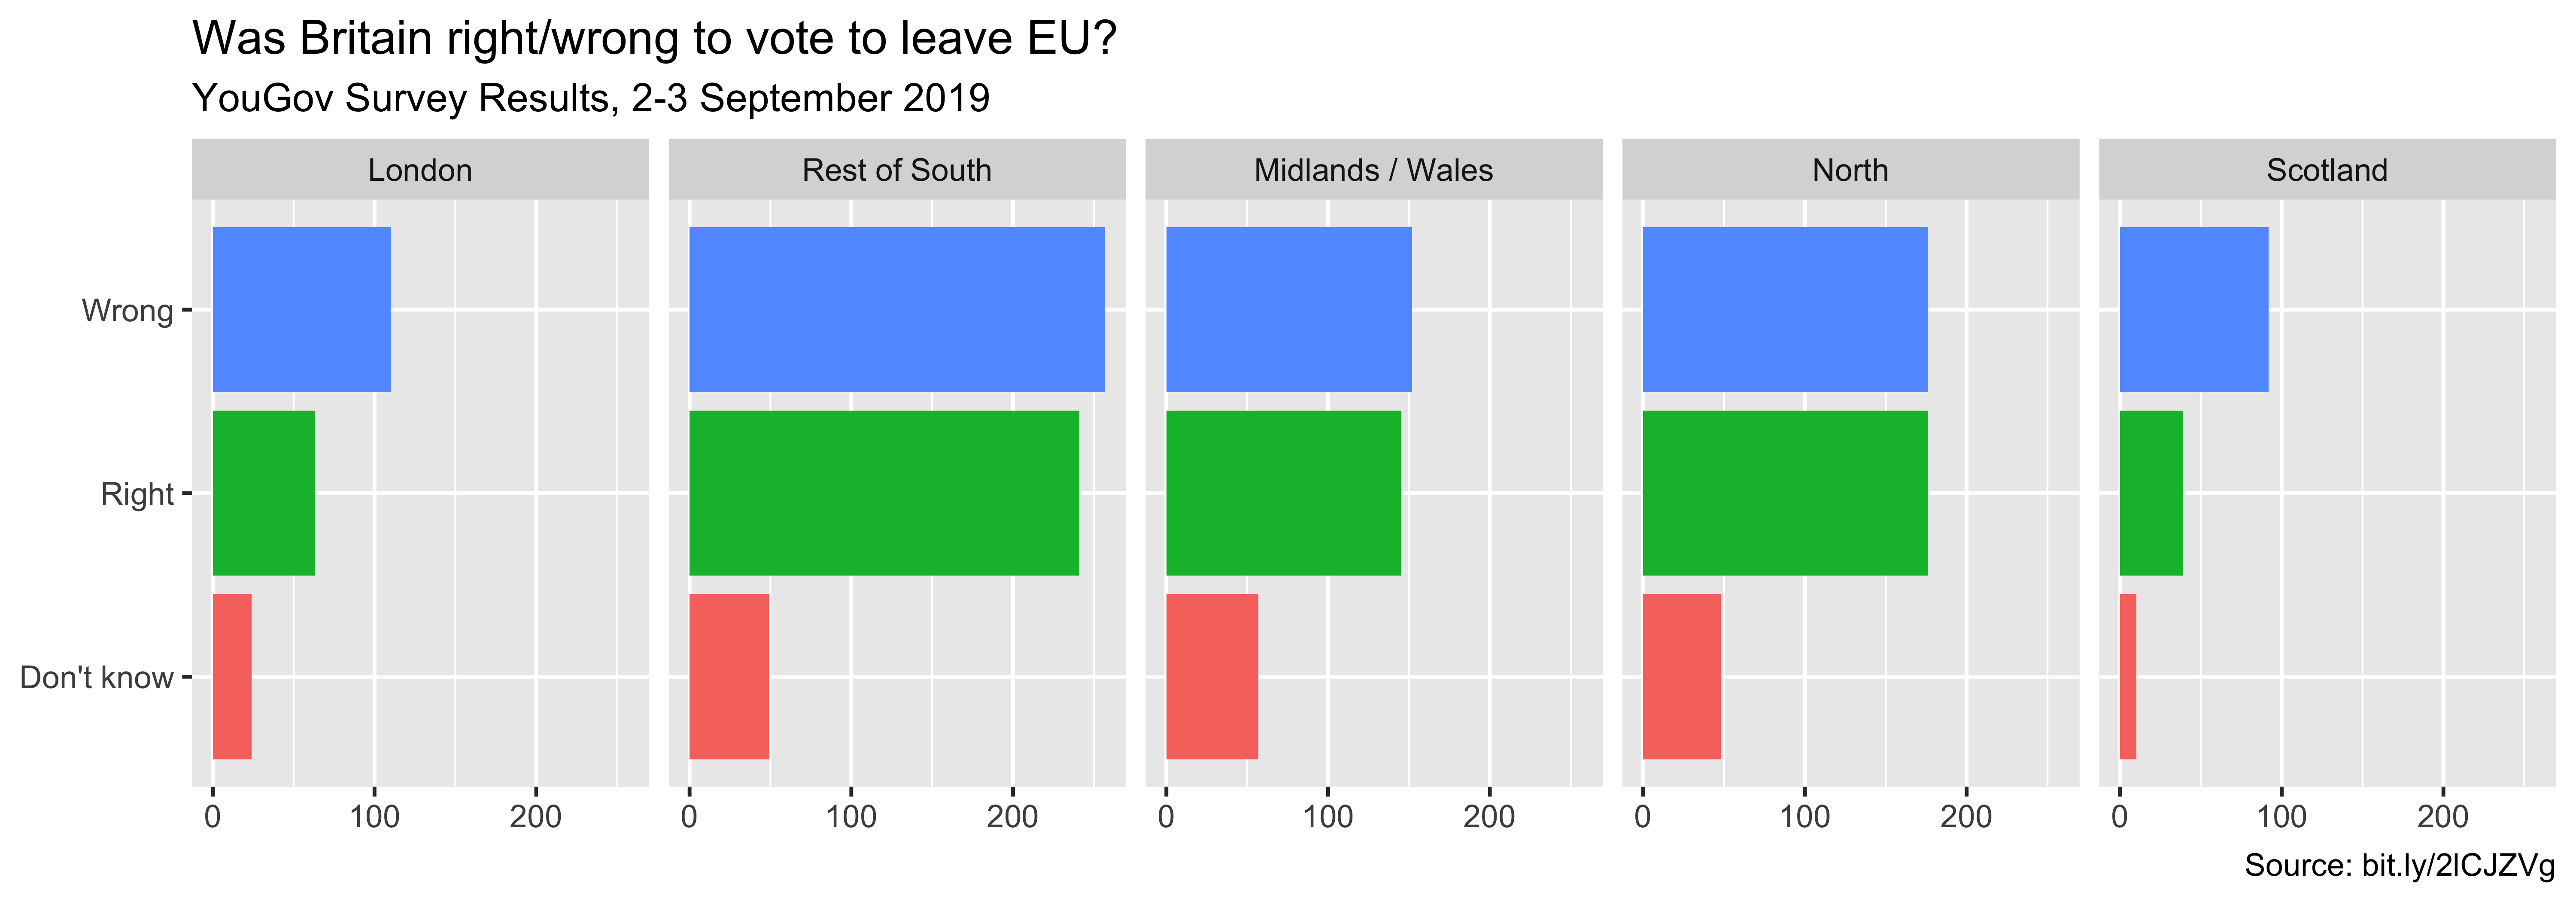 Was Britain right/wrong to vote to leave EU?
YouGov Survey Results, 2-3 September 2019
London Rest of South Midlands / Wales North Scotland
Wrong
Right
Don't know
0 100 200 0 100 200 0 100 200 0 100 200 0 100 200
Source: bit.ly/2lCJZVg